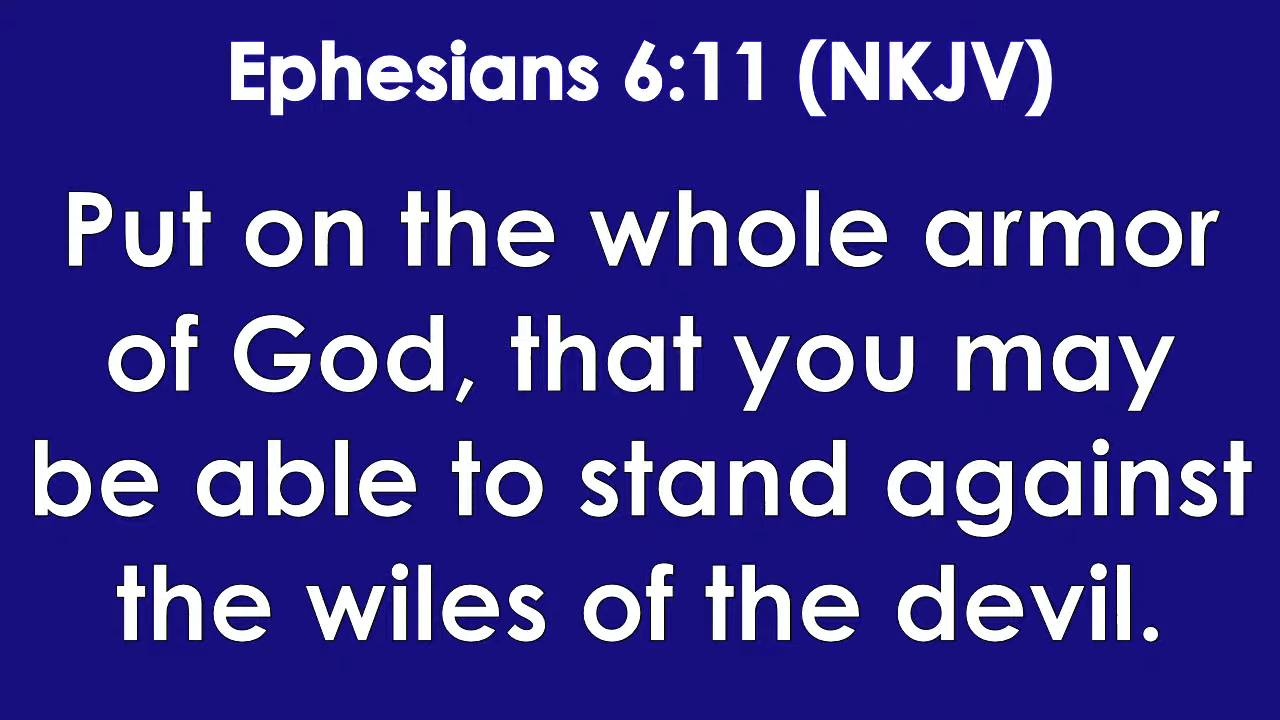 Ephesians 6:11 (NKJV)
Put on the whole armor
of God, that you may
be able to stand against
the wiles of the devil.